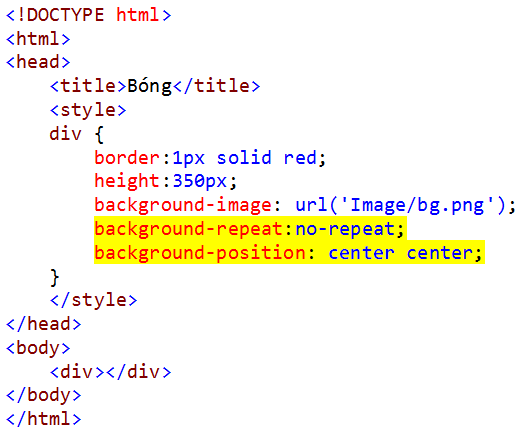 <!DOCTYPE html>
<html>
<head>
    <title>Bóng</title>
    <style>
    div {
        border:1px solid red;
        height:350px;
        background-image: url('Image/bg.png');
        background-repeat:no-repeat;
        background-position: center center;
    }
    </style>
</head>
<body>
    <div></div>
</body>
</html>